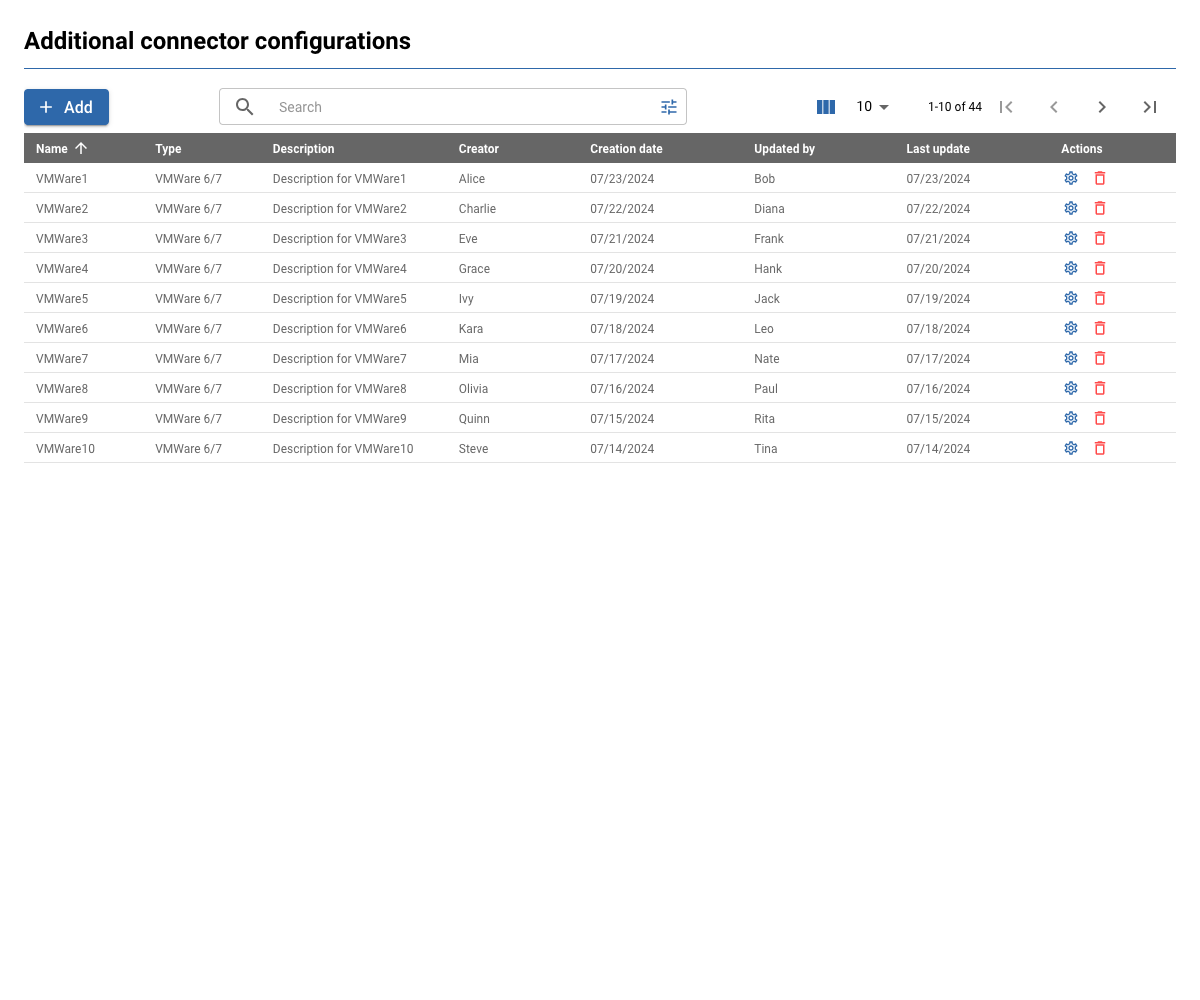 Additional connector configurations
Add Search 10 1-10 of 44
Name Type Description Creator Creation date Updated by Last update Actions
VMWare1 VMWare 6/7 Description for VMWare1 Alice 07/23/2024 Bob 07/23/2024
VMWare2 VMWare 6/7 Description for VMWare2 Charlie 07/22/2024 Diana 07/22/2024
VMWare3 VMWare 6/7 Description for VMWare3 Eve 07/21/2024 Frank 07/21/2024
VMWare4 VMWare 6/7 Description for VMWare4 Grace 07/20/2024 Hank 07/20/2024
VMWare5 VMWare 6/7 Description for VMWare5 Ivy 07/19/2024 Jack 07/19/2024
VMWare6 VMWare 6/7 Description for VMWare6 Kara 07/18/2024 Leo 07/18/2024
VMWare7 VMWare 6/7 Description for VMWare7 Mia 07/17/2024 Nate 07/17/2024
VMWare8 VMWare 6/7 Description for VMWare8 Olivia 07/16/2024 Paul 07/16/2024
VMWare9 VMWare 6/7 Description for VMWare9 Quinn 07/15/2024 Rita 07/15/2024
VMWare10 VMWare 6/7 Description for VMWare10 Steve 07/14/2024 Tina 07/14/2024